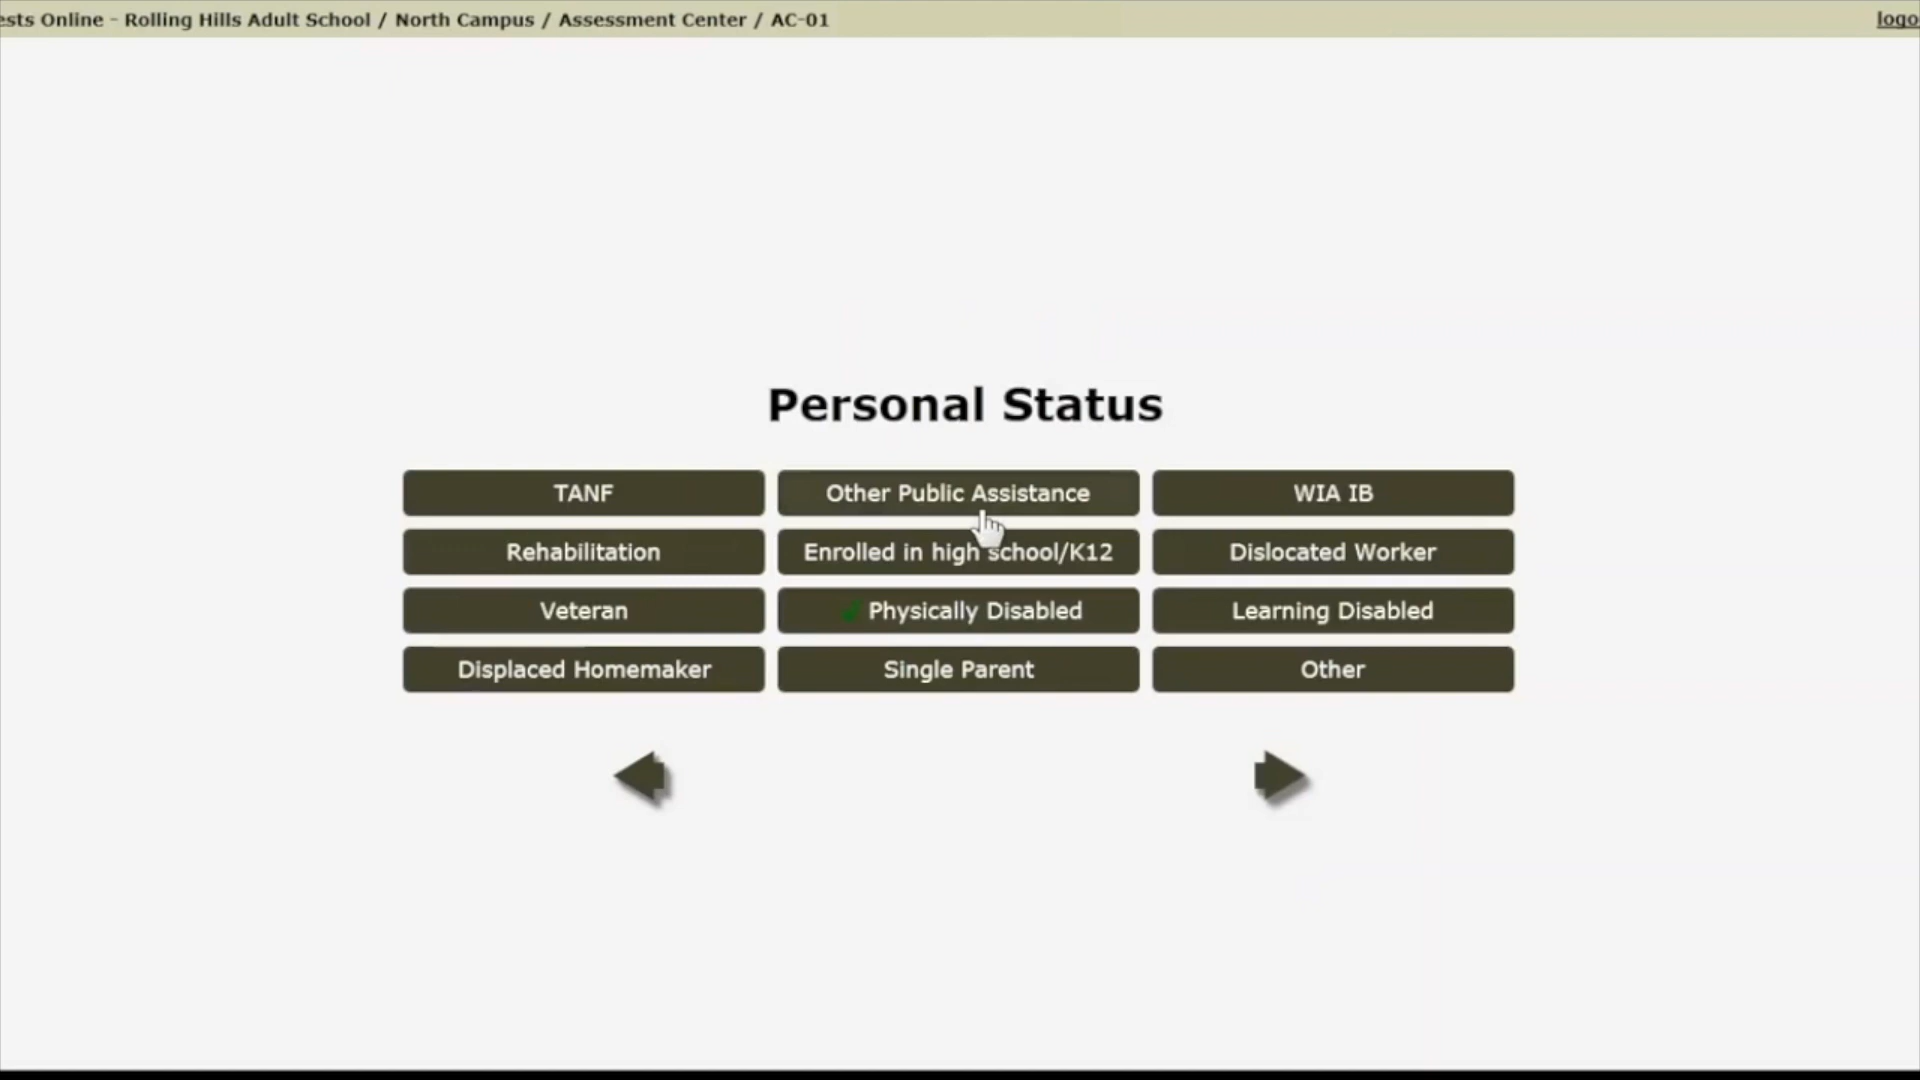 ests Online - Rolling Hills Adult School / North Campus / Assessment Center / AC-01
logo
Personal Status
TANF
Other Public Assistance
WIA IB
Rehabilitation
Enrolled in high school/K12
Dislocated Worker
Veteran
Physically Disabled
Learning Disabled
Displaced Homemaker
Single Parent
Other